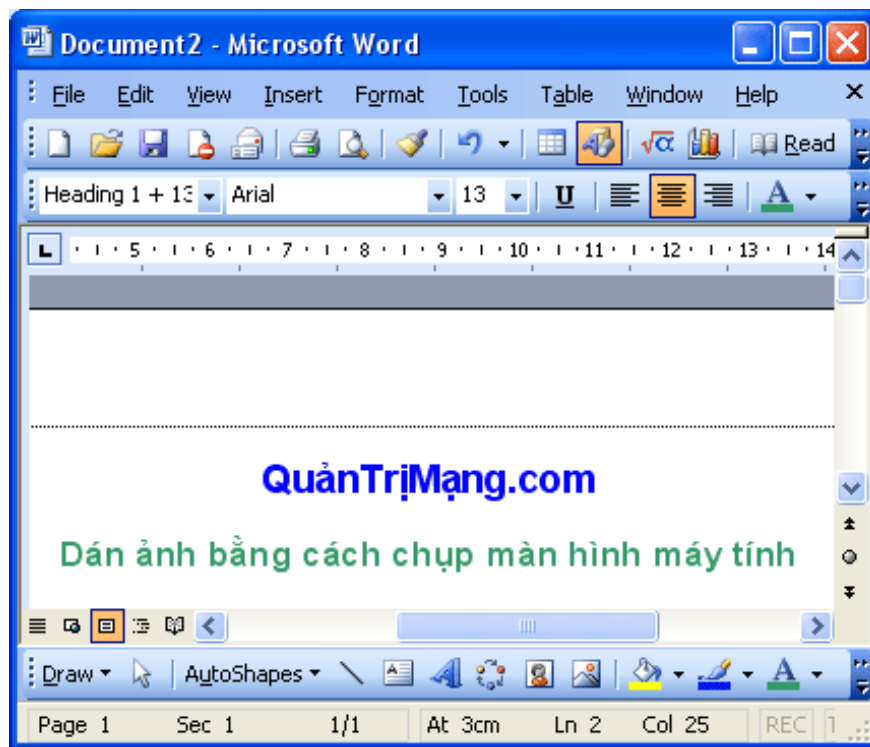 Document2 - Microsoft Word
File Edit View Insert Format Tools Table Window Help
Read
Heading 1 + 13 Arial 13 U A
5 6 7 8 9 10 11 12 13 14
QuảnTrịMạng.com
Dán ảnh bằng cách chụp màn hình máy tính
Draw AutoShapes A
Page 1 Sec 1 1/1 At 3cm Ln 2 Col 25 REC